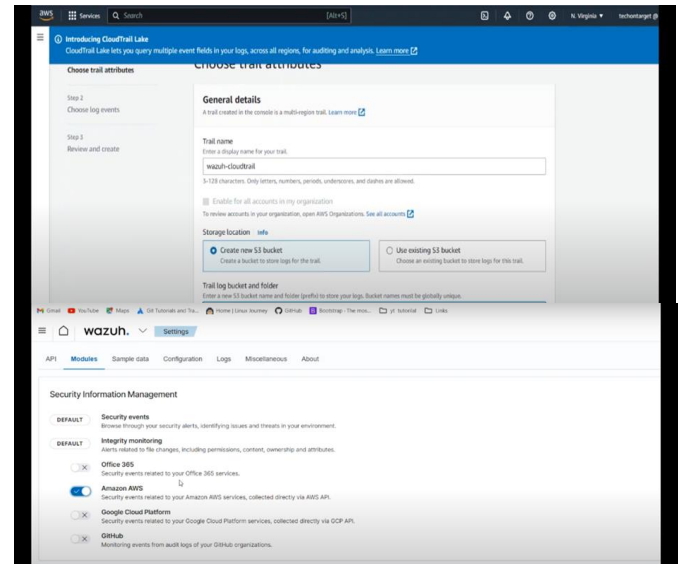 aws
Services
Search
[Alt+S]
N. Virginia
techontarget @
Introducing CloudTrail Lake
CloudTrail Lake lets you query multiple event fields in your logs, across all regions, for auditing and analysis. Learn more
Choose trail attributes
Choose trail attributes
Step 2
Choose log events
Step 3
Review and create
General details
A trail created in the console is a multi-region trail. Learn more
Trail name
Enter a display name for your trail.
wazuh-cloudtrail
3-128 characters. Only letters, numbers, periods, underscores, and dashes are allowed.
Enable for all accounts in my organization
To review accounts in your organization, open AWS Organizations. See all accounts
Storage location Info
Create new S3 bucket
Create a bucket to store logs for the trail.
Use existing S3 bucket
Choose an existing bucket to store logs for this trail.
Trail log bucket and folder
Enter a new S3 bucket name and folder (prefix) to store your logs. Bucket names must be globally unique.
Gmail YouTube Maps Git Tutorials and Tra... Home | Linux Journey GitHub Bootstrap · The mos... yt tutorial Links
wazuh. Settings
API Modules Sample data Configuration Logs Miscellaneous About
Security Information Management
DEFAULT
Security events
Browse through your security alerts, identifying issues and threats in your environment.
DEFAULT
Integrity monitoring
Alerts related to file changes, including permissions, content, ownership and attributes.
Office 365
Security events related to your Office 365 services.
Amazon AWS
Security events related to your Amazon AWS services, collected directly via AWS API.
Google Cloud Platform
Security events related to your Google Cloud Platform services, collected directly via GCP API.
GitHub
Monitoring events from audit logs of your GitHub organizations.